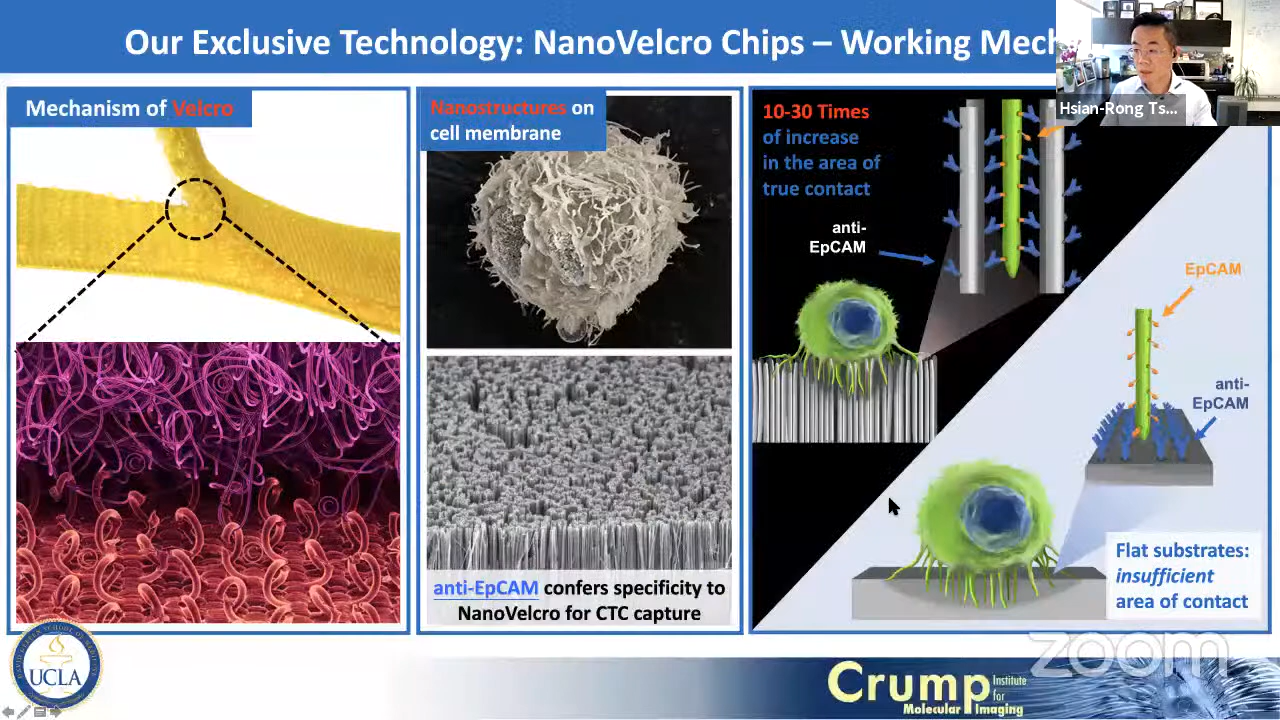 Our Exclusive Technology: NanoVelcro Chips – Working Mech
Hsian-Rong Ts...
Mechanism of Velcro
Nanostructures on
cell membrane
anti-EpCAM confers specificity to
NanoVelcro for CTC capture
10-30 Times
of increase
in the area of
true contact
anti-
EpCAM
EpCAM
anti-
EpCAM
Flat substrates:
insufficient
area of contact
zoom
UCLA
Crump Institute
for
Molecular Imaging